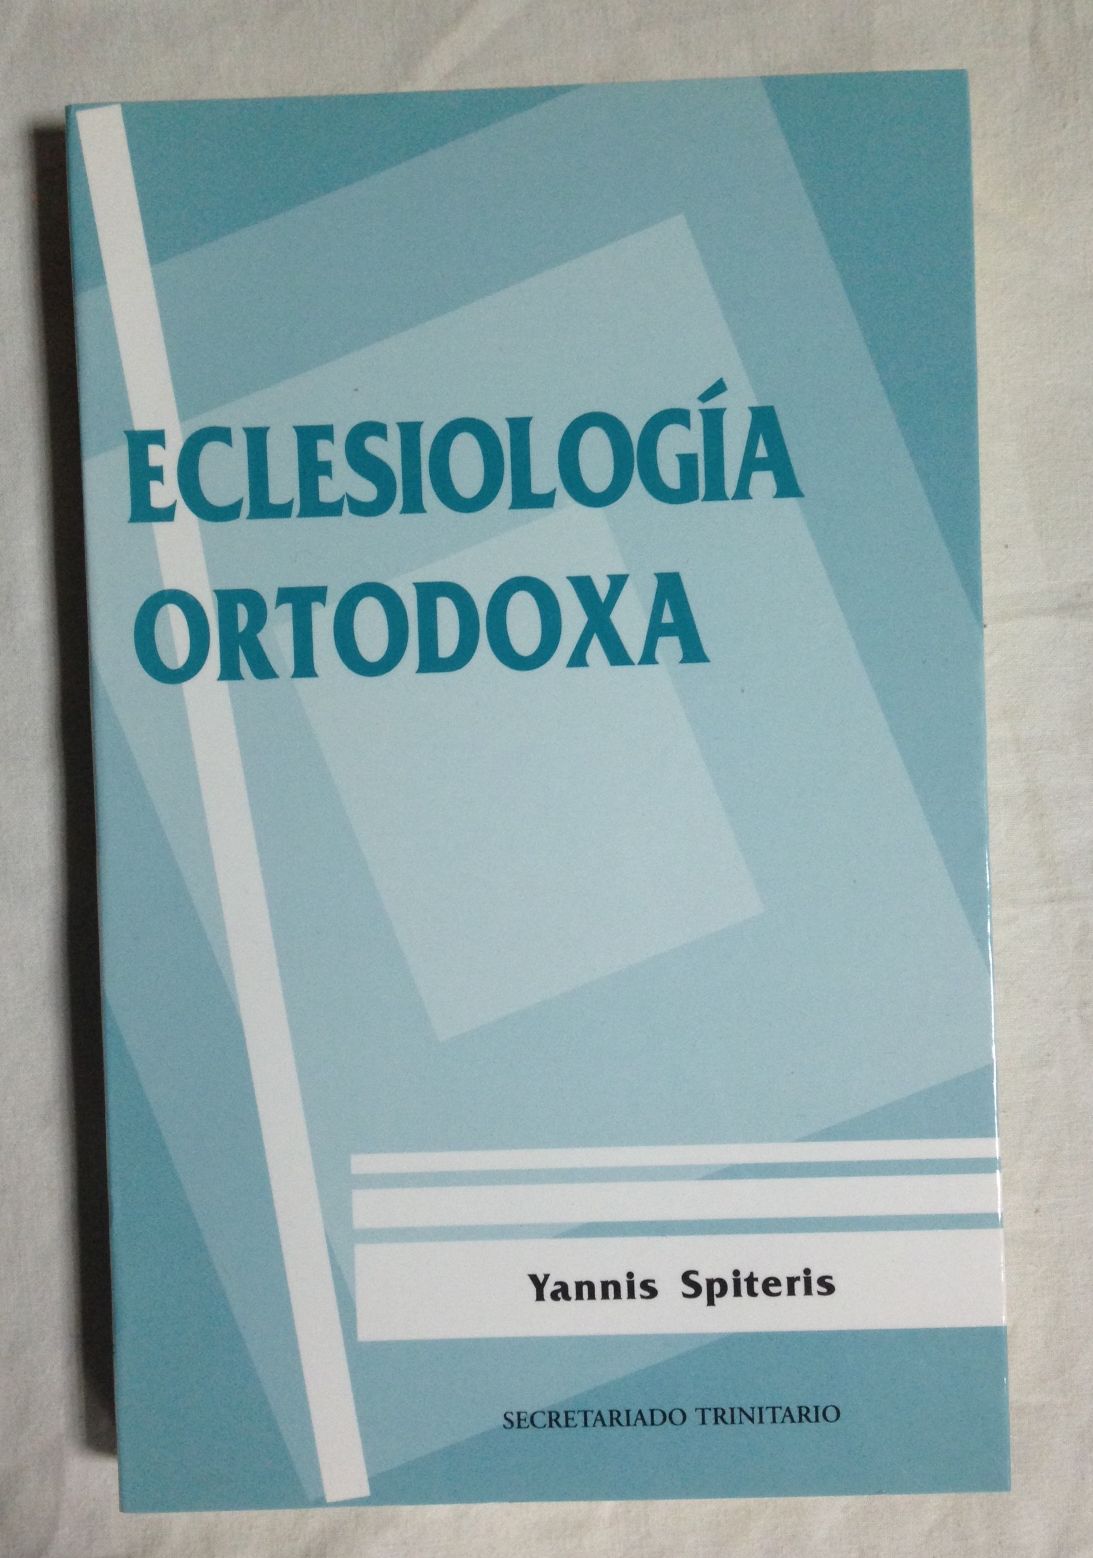 ECLESIOLOGÍA
ORTODOXA
Yannis Spiteris
SECRETARIADO TRINITARIO